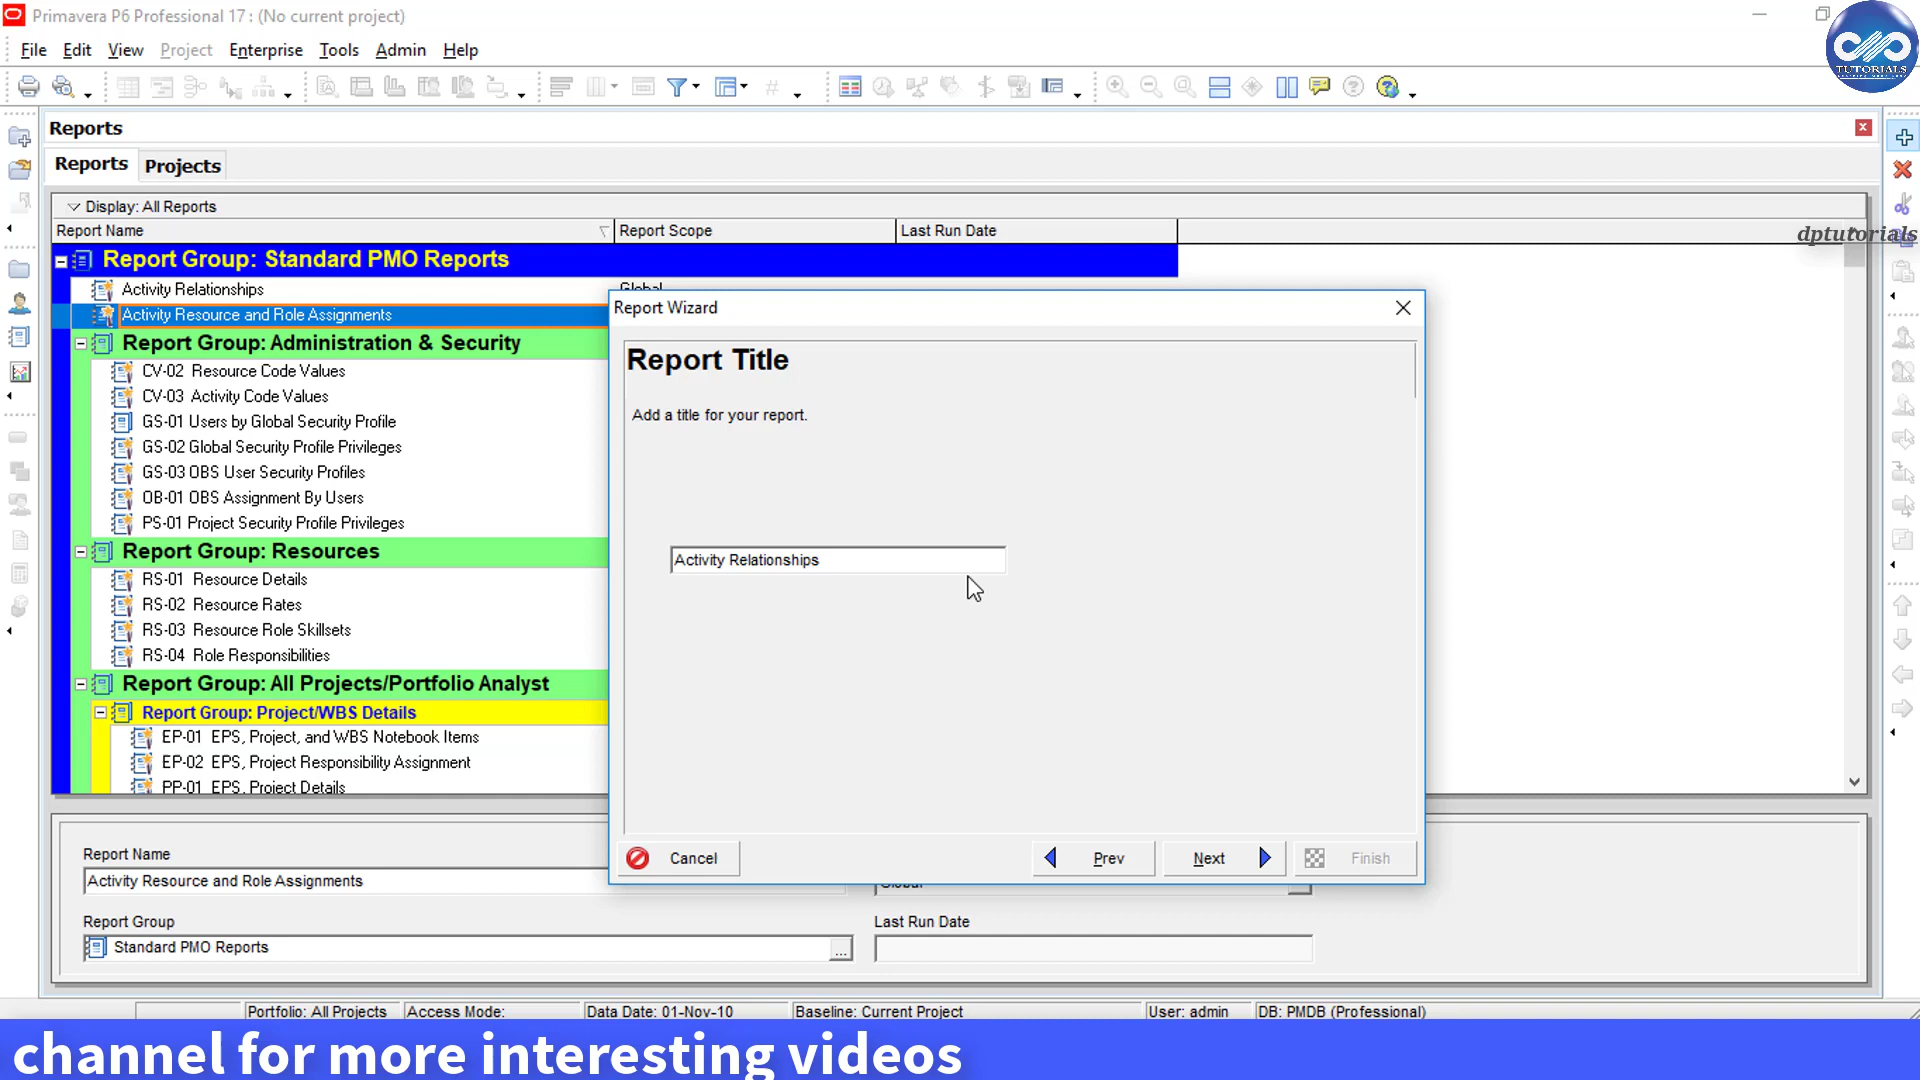 Primavera P6 Professional 17 : (No current project)
File Edit View Project Enterprise Tools Admin Help
TUTORIALS
Reports
Reports Projects
dptutorials
Display: All Reports
Report Name Report Scope Last Run Date
Report Group: Standard PMO Reports
Activity Relationships Global
Activity Resource and Role Assignments
Report Group: Administration & Security
CV-02 Resource Code Values
CV-03 Activity Code Values
GS-01 Users by Global Security Profile
GS-02 Global Security Profile Privileges
GS-03 OBS User Security Profiles
OB-01 OBS Assignment By Users
PS-01 Project Security Profile Privileges
Report Group: Resources
RS-01 Resource Details
RS-02 Resource Rates
RS-03 Resource Role Skillsets
RS-04 Role Responsibilities
Report Group: All Projects/Portfolio Analyst
Report Group: Project/WBS Details
EP-01 EPS, Project, and WBS Notebook Items
EP-02 EPS, Project Responsibility Assignment
PP-01 EPS, Project Details
Report Wizard
Report Title
Add a title for your report.
Activity Relationships
Cancel Prev Next Finish
Report Name
Activity Resource and Role Assignments Global
Report Group Last Run Date
Standard PMO Reports ...
Portfolio: All Projects Access Mode: Data Date: 01-Nov-10 Baseline: Current Project User: admin DB: PMDB (Professional)
channel for more interesting videos